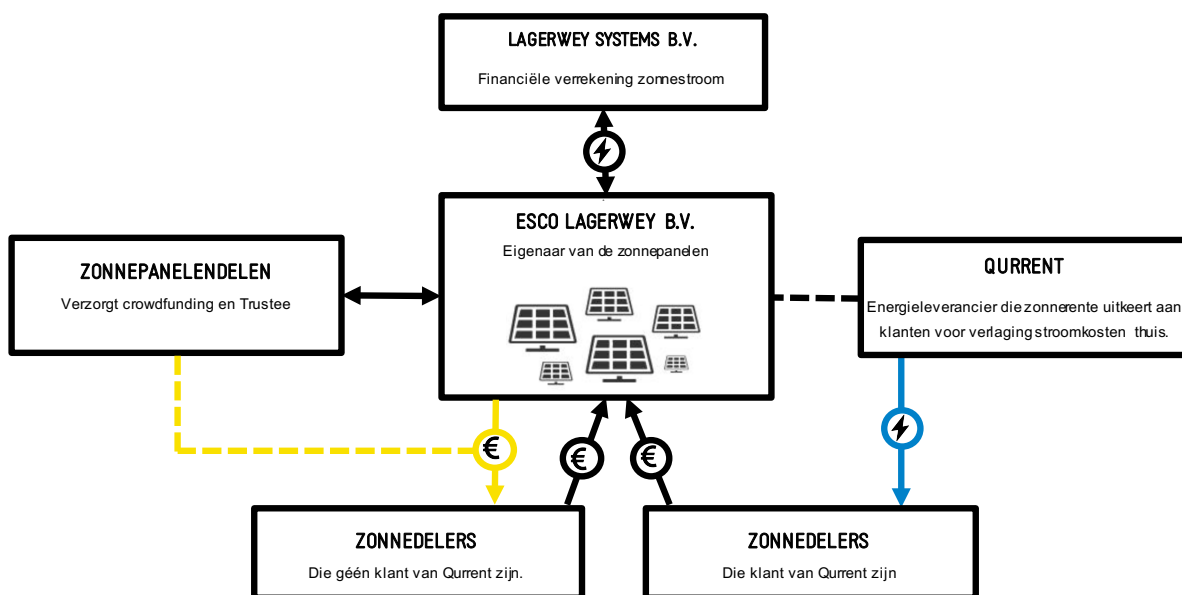 LAGERWEY SYSTEMS B.V.
Financiële verrekening zonnestroom
ESCO LAGERWEY B.V.
Eigenaar van de zonnepanelen
ZONNEPANELENDELEN
Verzorgt crowdfunding en Trustee
QURRENT
Energieleverancier die zonnerente uitkeert aan
klanten voor verlaging stroomkosten thuis.
€
€
€
ZONNEDELERS
Die géén klant van Qurrent zijn.
ZONNEDELERS
Die klant van Qurrent zijn